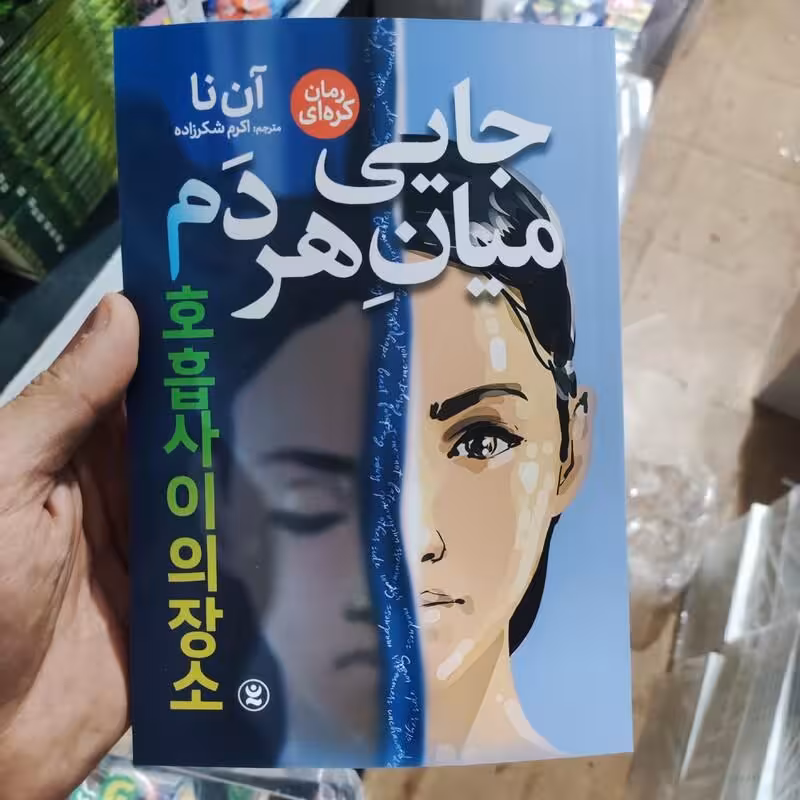 آن نا
مترجم: اکرم شکرزاده
رمان
کره‌ای
جایی
میانِ هر
دَم
호흡사이의장소